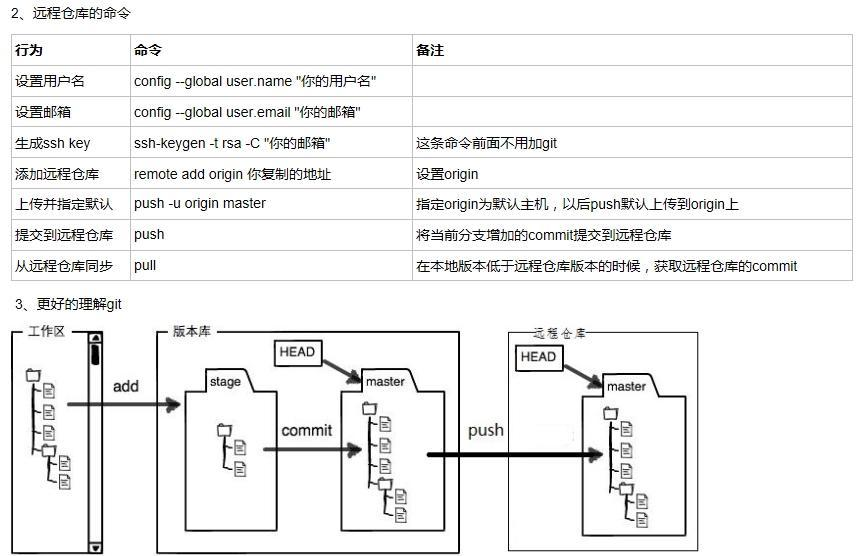 2、远程仓库的命令
行为 命令 备注
设置用户名 config --global user.name "你的用户名"
设置邮箱 config --global user.email "你的邮箱"
生成ssh key ssh-keygen -t rsa -C "你的邮箱" 这条命令前面不用加git
添加远程仓库 remote add origin 你复制的地址 设置origin
上传并指定默认 push -u origin master 指定origin为默认主机，以后push默认上传到origin上
提交到远程仓库 push 将当前分支增加的commit提交到远程仓库
从远程仓库同步 pull 在本地版本低于远程仓库版本的时候，获取远程仓库的commit
3、更好的理解git
工作区 版本库 远程仓库
HEAD HEAD
add stage master master
commit push